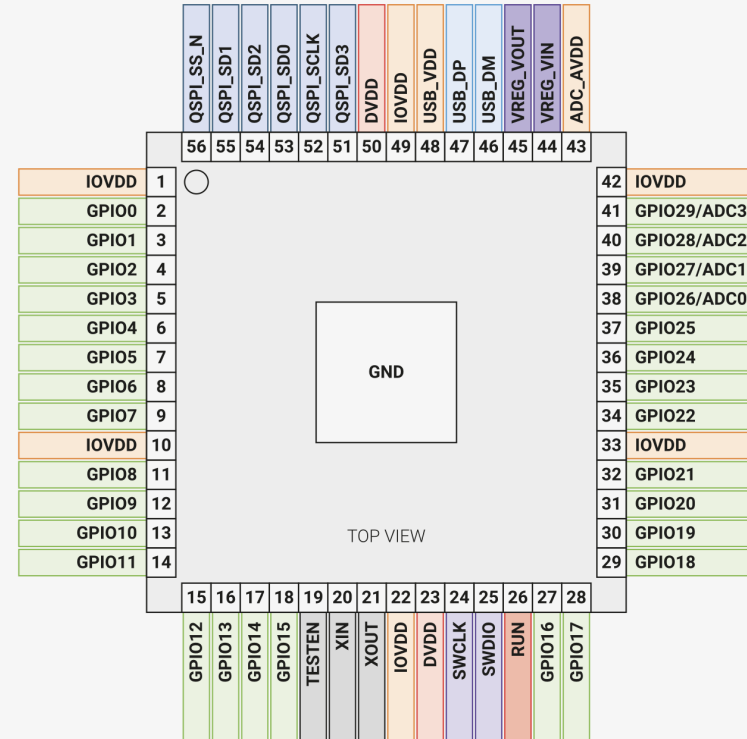 QSPI_SS_N
QSPI_SD1
QSPI_SD2
QSPI_SD0
QSPI_SCLK
QSPI_SD3
DVDD
IOVDD
USB_VDD
USB_DP
USB_DM
VREG_VOUT
VREG_VIN
ADC_AVDD
56 55 54 53 52 51 50 49 48 47 46 45 44 43
IOVDD 1
GPIO0 2
GPIO1 3
GPIO2 4
GPIO3 5
GPIO4 6
GPIO5 7
GPIO6 8
GPIO7 9
IOVDD 10
GPIO8 11
GPIO9 12
GPIO10 13
GPIO11 14
GND
TOP VIEW
42 IOVDD
41 GPIO29/ADC3
40 GPIO28/ADC2
39 GPIO27/ADC1
38 GPIO26/ADC0
37 GPIO25
36 GPIO24
35 GPIO23
34 GPIO22
33 IOVDD
32 GPIO21
31 GPIO20
30 GPIO19
29 GPIO18
15 16 17 18 19 20 21 22 23 24 25 26 27 28
GPIO12
GPIO13
GPIO14
GPIO15
TESTEN
XIN
XOUT
IOVDD
DVDD
SWCLK
SWDIO
RUN
GPIO16
GPIO17